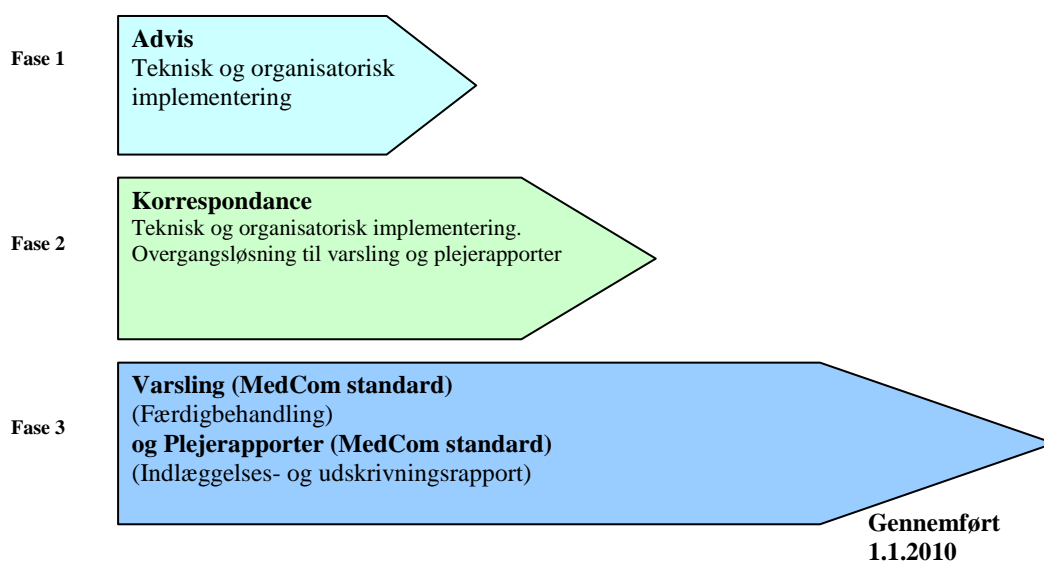 Fase 1
Advis
Teknisk og organisatorisk
implementering
Fase 2
Korrespondance
Teknisk og organisatorisk implementering.
Overgangsløsning til varsling og plejerapporter
Fase 3
Varsling (MedCom standard)
(Færdigbehandling)
og Plejerapporter (MedCom standard)
(Indlæggelses- og udskrivningsrapport)
Gennemført
1.1.2010